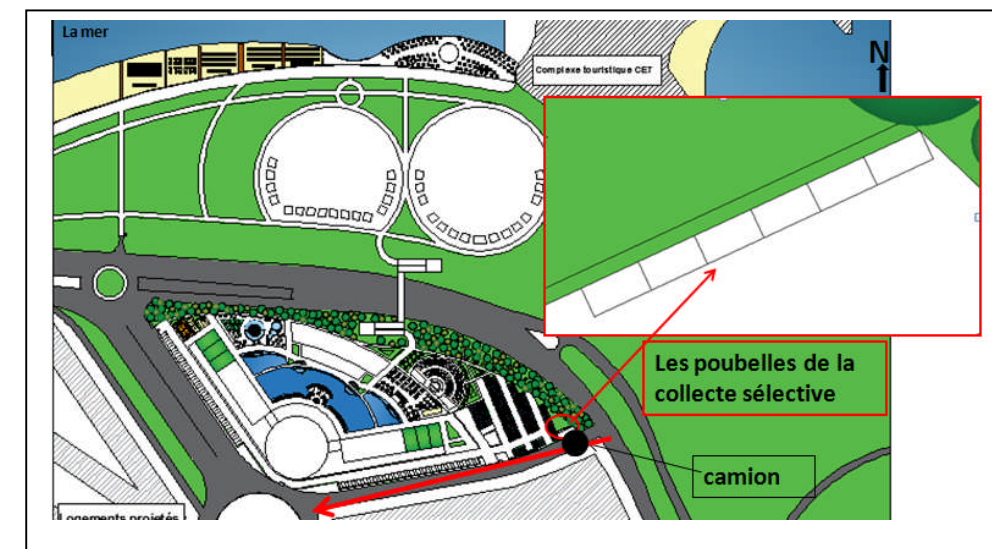 La mer
Complexe touristique CET
N
Les poubelles de la
collecte sélective
camion
Logements projetés